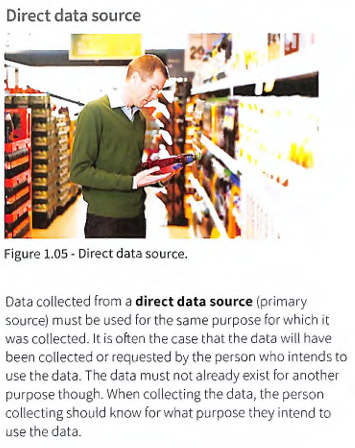 Direct data source
Figure 1.05 - Direct data source.
Data collected from a direct data source (primary
source) must be used for the same purpose for which it
was collected. It is often the case that the data will have
been collected or requested by the person who intends to
use the data. The data must not already exist for another
purpose though. When collecting the data, the person
collecting should know for what purpose they intend to
use the data.